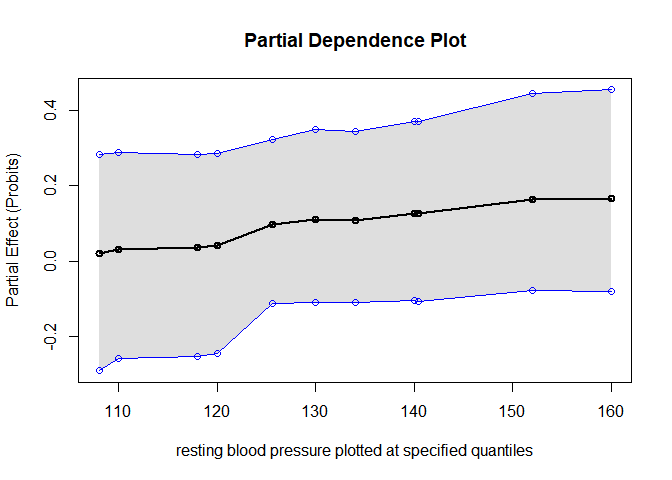 Partial Dependence Plot
Partial Effect (Probits)
0.4
0.2
0.0
-0.2
110 120 130 140 150 160
resting blood pressure plotted at specified quantiles